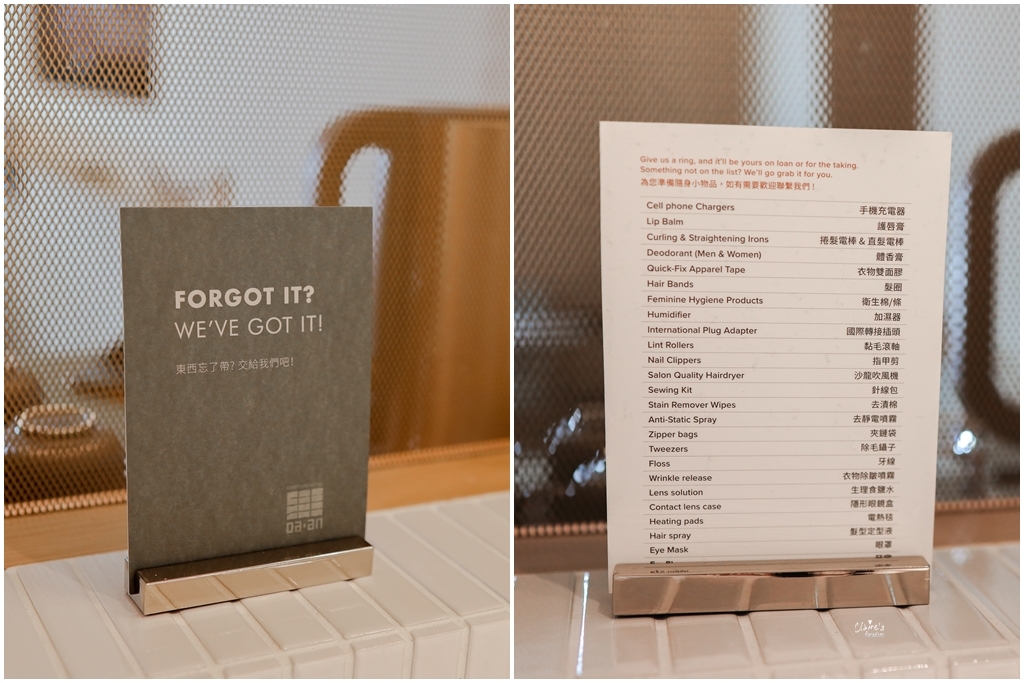 FORGOT IT?
WE'VE GOT IT!
東西忘了帶? 交給我們吧!
Da·an
Give us a ring, and it'll be yours on loan or for the taking.
Something not on the list? We'll go grab it for you.
為您準備隨身小物品，如有需要歡迎聯繫我們！
Cell phone Chargers 手機充電器
Lip Balm 護唇膏
Curling & Straightening Irons 捲髮電棒 & 直髮電棒
Deodorant (Men & Women) 體香膏
Quick-Fix Apparel Tape 衣物雙面膠
Hair Bands 髮圈
Feminine Hygiene Products 衛生棉/條
Humidifier 加濕器
International Plug Adapter 國際轉接插頭
Lint Rollers 黏毛滾軸
Nail Clippers 指甲剪
Salon Quality Hairdryer 沙龍吹風機
Sewing Kit 針線包
Stain Remover Wipes 去漬棉
Anti-Static Spray 去靜電噴霧
Zipper bags 夾鏈袋
Tweezers 除毛鑷子
Floss 牙線
Wrinkle release 衣物除皺噴霧
Lens solution 生理食鹽水
Contact lens case 隱形眼鏡盒
Heating pads 電熱毯
Hair spray 髮型定型液
Eye Mask 眼罩
Claire's